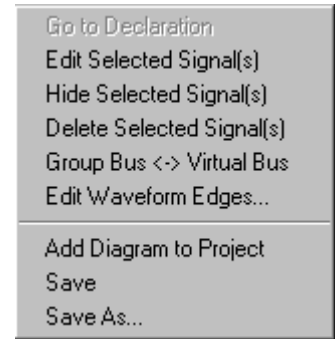 Go to Declaration
Edit Selected Signal(s)
Hide Selected Signal(s)
Delete Selected Signal(s)
Group Bus <-> Virtual Bus
Edit Waveform Edges...
Add Diagram to Project
Save
Save As...